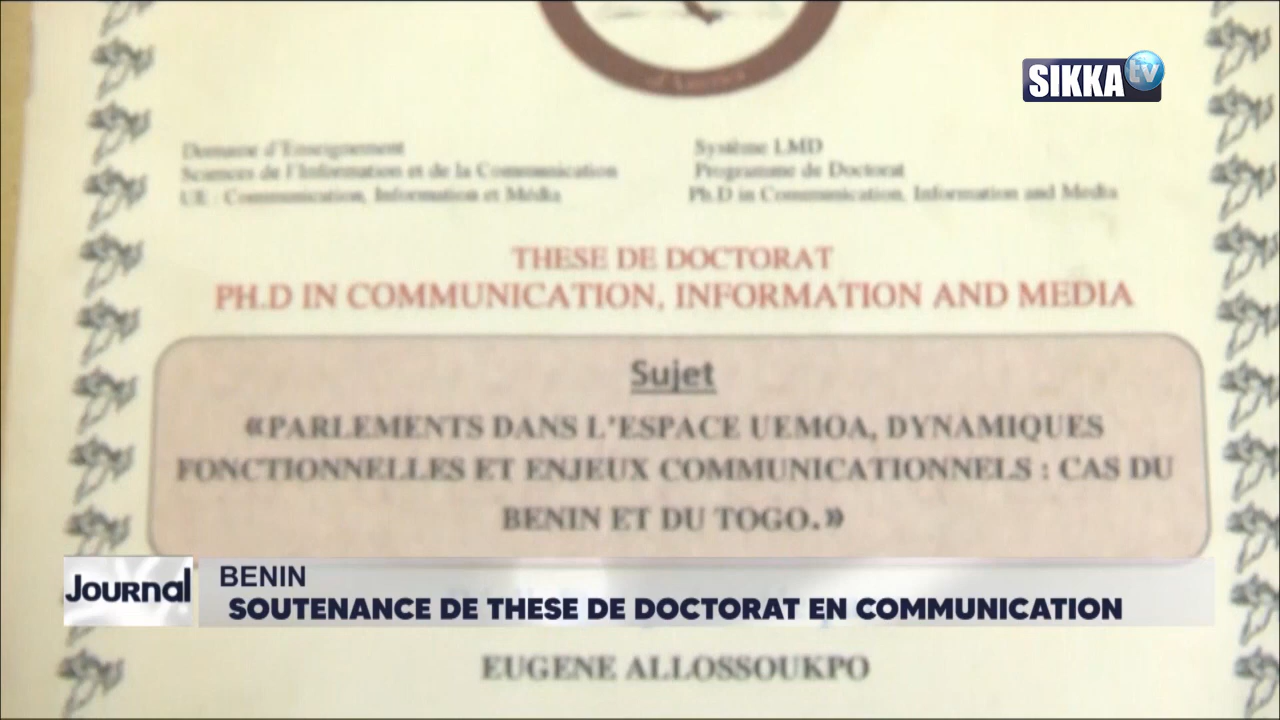 d'America
SIKKA tv
Domaine d'Enseignement
Sciences de l'Information et de la Communication
UE : Communication, Information et Média
Système LMD
Programme de Doctorat
Ph.D in Communication, Information and Media
THESE DE DOCTORAT
PH.D IN COMMUNICATION, INFORMATION AND MEDIA
Sujet
«PARLEMENTS DANS L'ESPACE UEMOA, DYNAMIQUES
FONCTIONNELLES ET ENJEUX COMMUNICATIONNELS : CAS DU
BENIN ET DU TOGO.»
Journal
BENIN
SOUTENANCE DE THESE DE DOCTORAT EN COMMUNICATION
EUGENE ALLOSSOUKPO